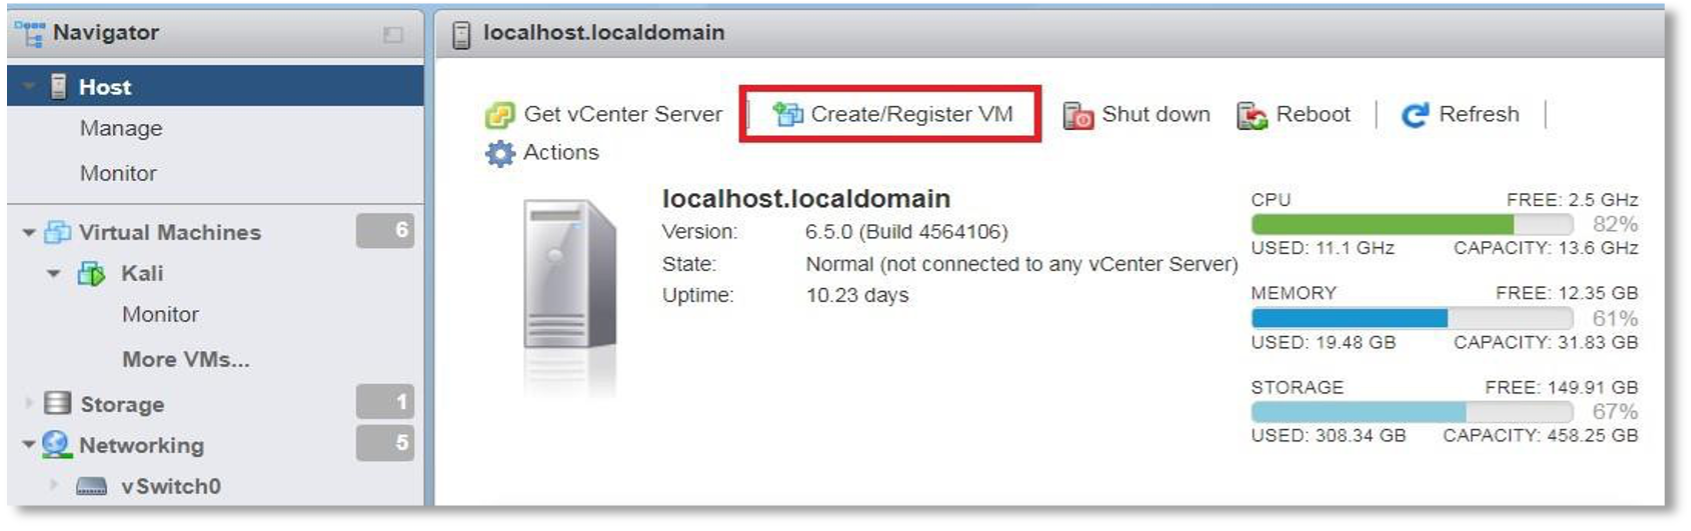 Navigator
Host
Manage
Monitor
Virtual Machines 6
Kali
Monitor
More VMs...
Storage 1
Networking 5
vSwitch0
localhost.localdomain
Get vCenter Server | Create/Register VM Shut down Reboot | Refresh |
Actions
localhost.localdomain
Version: 6.5.0 (Build 4564106)
State: Normal (not connected to any vCenter Server)
Uptime: 10.23 days
CPU FREE: 2.5 GHz
82%
USED: 11.1 GHz CAPACITY: 13.6 GHz
MEMORY FREE: 12.35 GB
61%
USED: 19.48 GB CAPACITY: 31.83 GB
STORAGE FREE: 149.91 GB
67%
USED: 308.34 GB CAPACITY: 458.25 GB